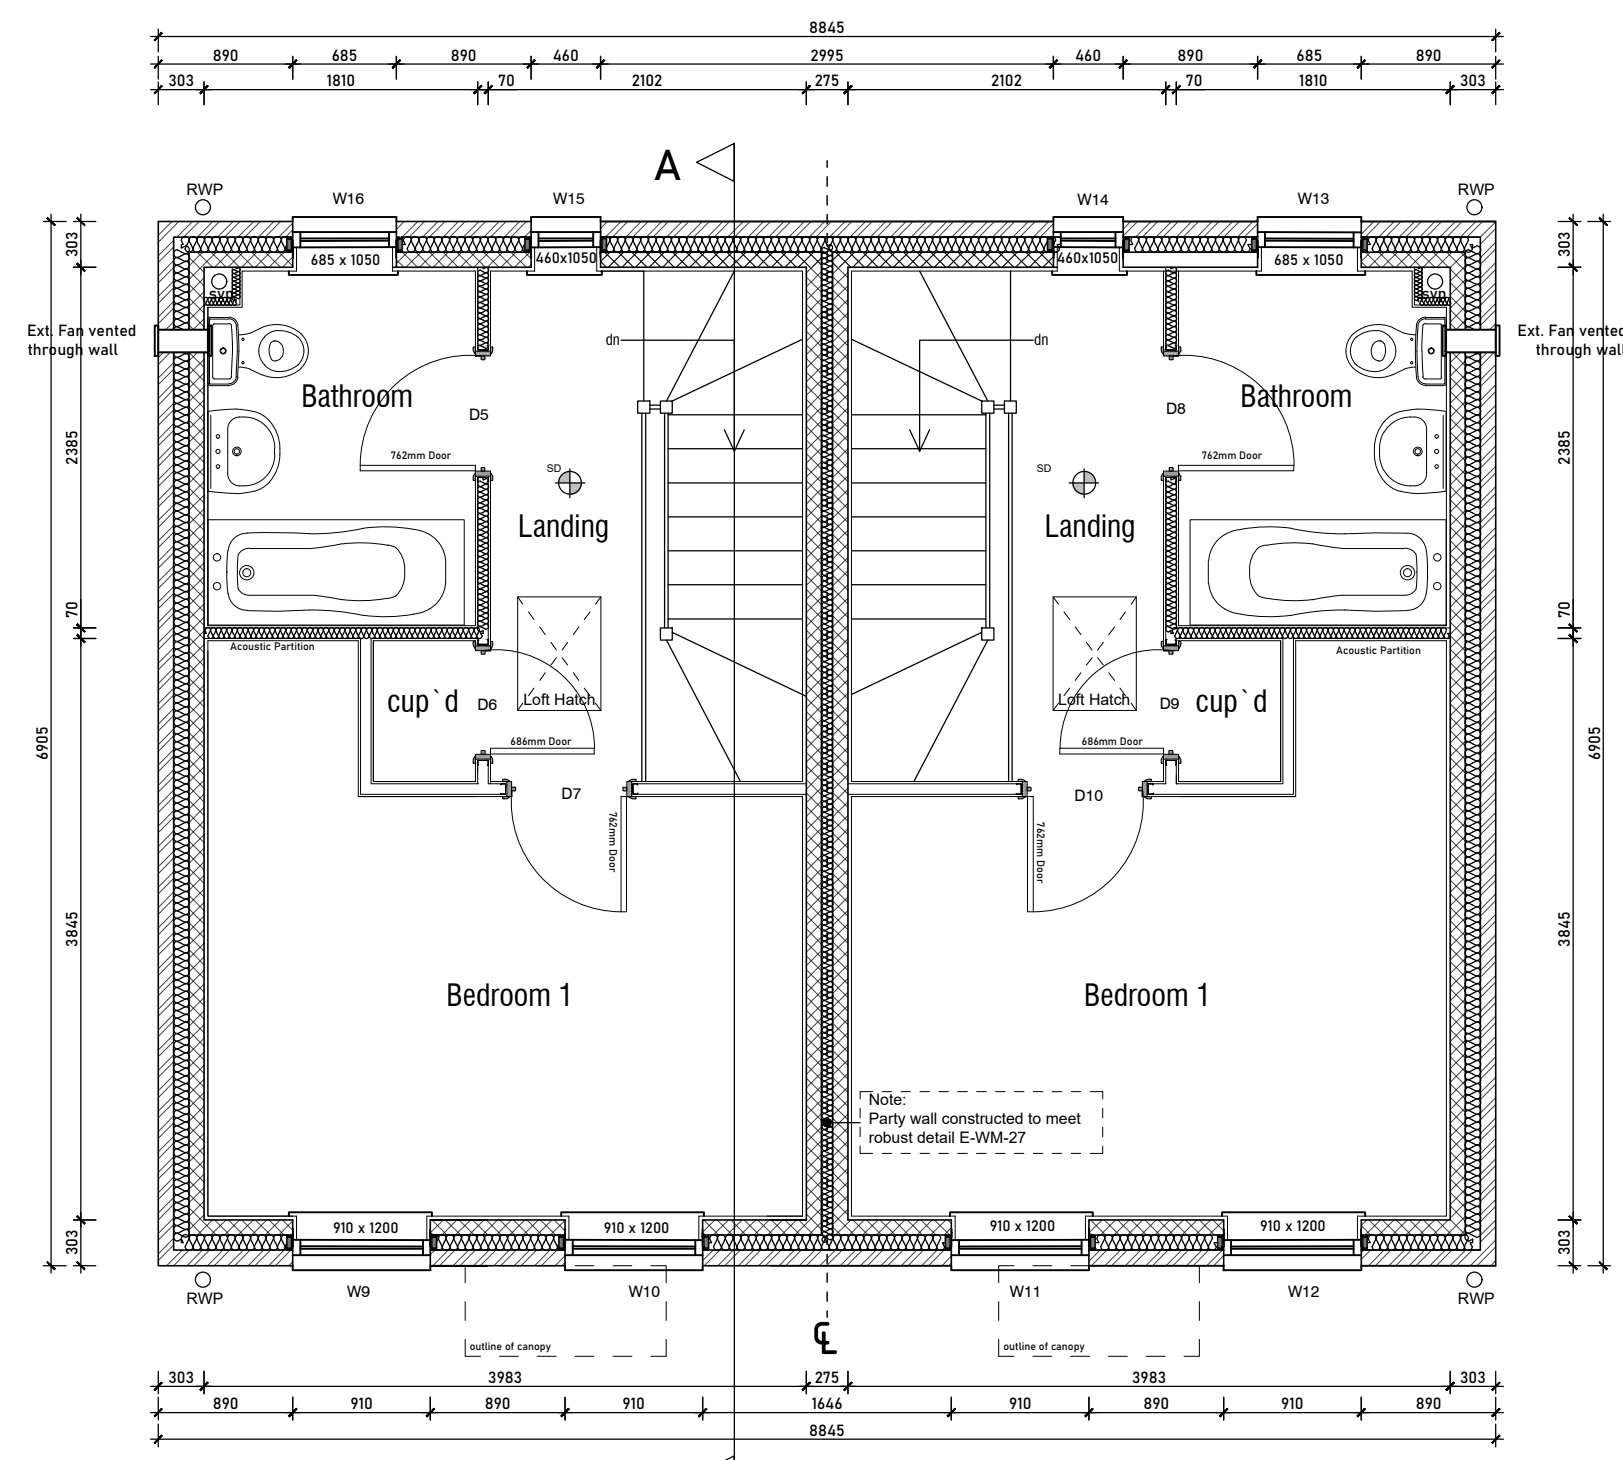 8845
890 685 890 460 2995 460 890 685 890
303 1810 70 2102 275 2102 70 1810 303
A
RWP W16 W15 W14 W13 RWP
303 303
685 x 1050 460x1050 460x1050 685 x 1050
svp svp
Ext. Fan vented
through wall
Ext. Fan vented
through wall
dn dn
Bathroom Bathroom
D5 D8
2385 2385
762mm Door 762mm Door
SD SD
Landing Landing
70 70
Acoustic Partition Acoustic Partition
cup`d D6 Loft Hatch Loft Hatch D9 cup`d
6905 6905
686mm Door 686mm Door
D7 D10
762mm Door 762mm Door
3845 3845
Bedroom 1 Bedroom 1
Note:
Party wall constructed to meet
robust detail E-WM-27
910 x 1200 910 x 1200 910 x 1200 910 x 1200
303 303
RWP W9 W10 W11 W12 RWP
℄
outline of canopy outline of canopy
303 3983 275 3983 303
890 910 890 910 1646 910 890 910 890
8845